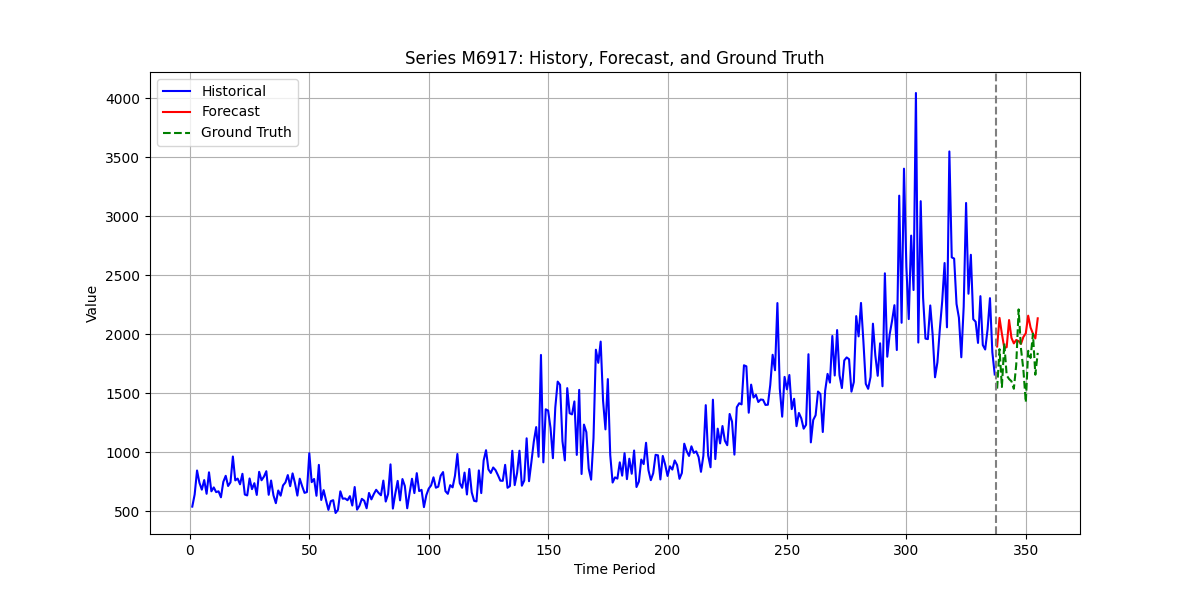 Series M6917: History, Forecast, and Ground Truth
Historical
Forecast
Ground Truth
4000
3500
3000
2500
2000
1500
1000
500
Value
0 50 100 150 200 250 300 350
Time Period